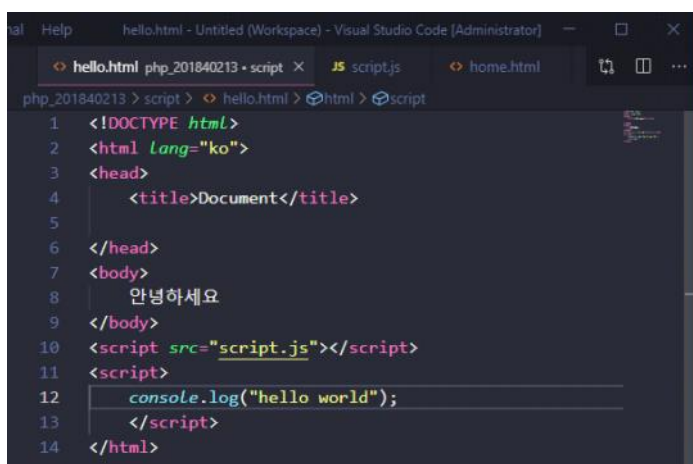 nal Help hello.html - Untitled (Workspace) - Visual Studio Code [Administrator]
<> hello.html php_201840213 • script × JS script.js <> home.html ...
php_201840213 > script > <> hello.html > html > script
1 <!DOCTYPE html>
2 <html lang="ko">
3 <head>
4     <title>Document</title>
5
6 </head>
7 <body>
8     안녕하세요
9 </body>
10 <script src="script.js"></script>
11 <script>
12     console.log("hello world");
13     </script>
14 </html>